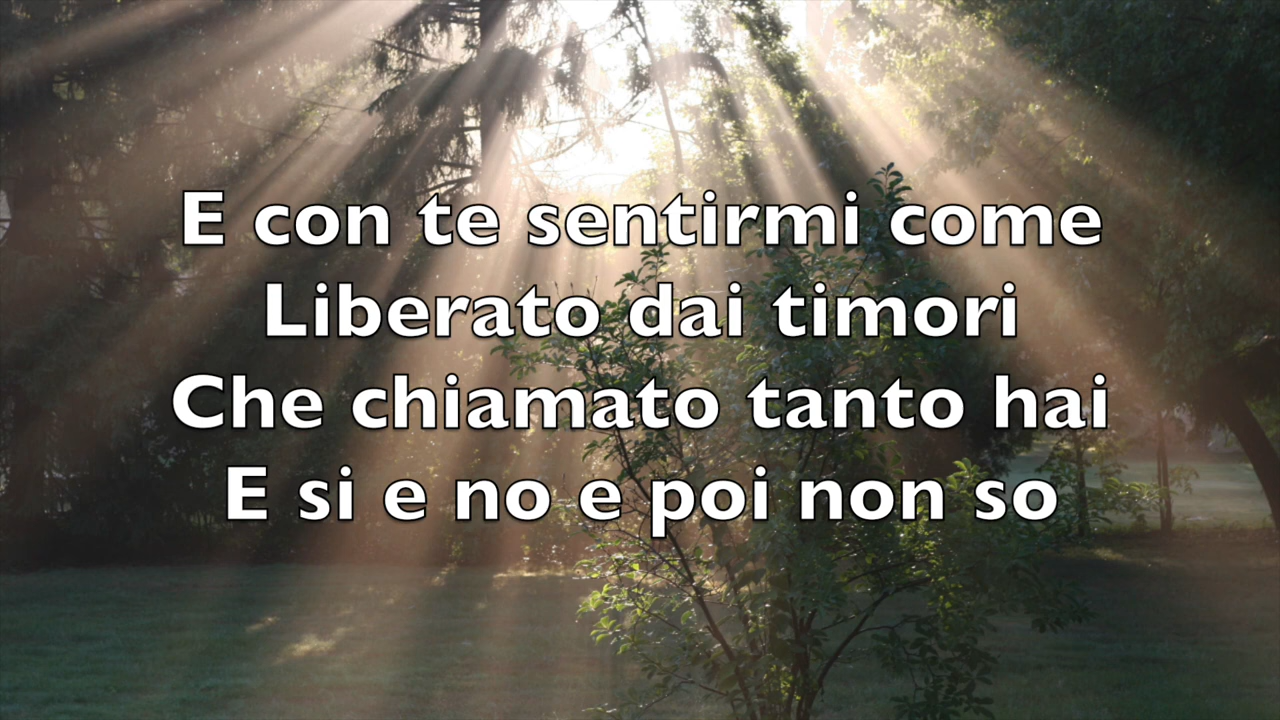 E con te sentirmi come
Liberato dai timori
Che chiamato tanto hai
E si e no e poi non so